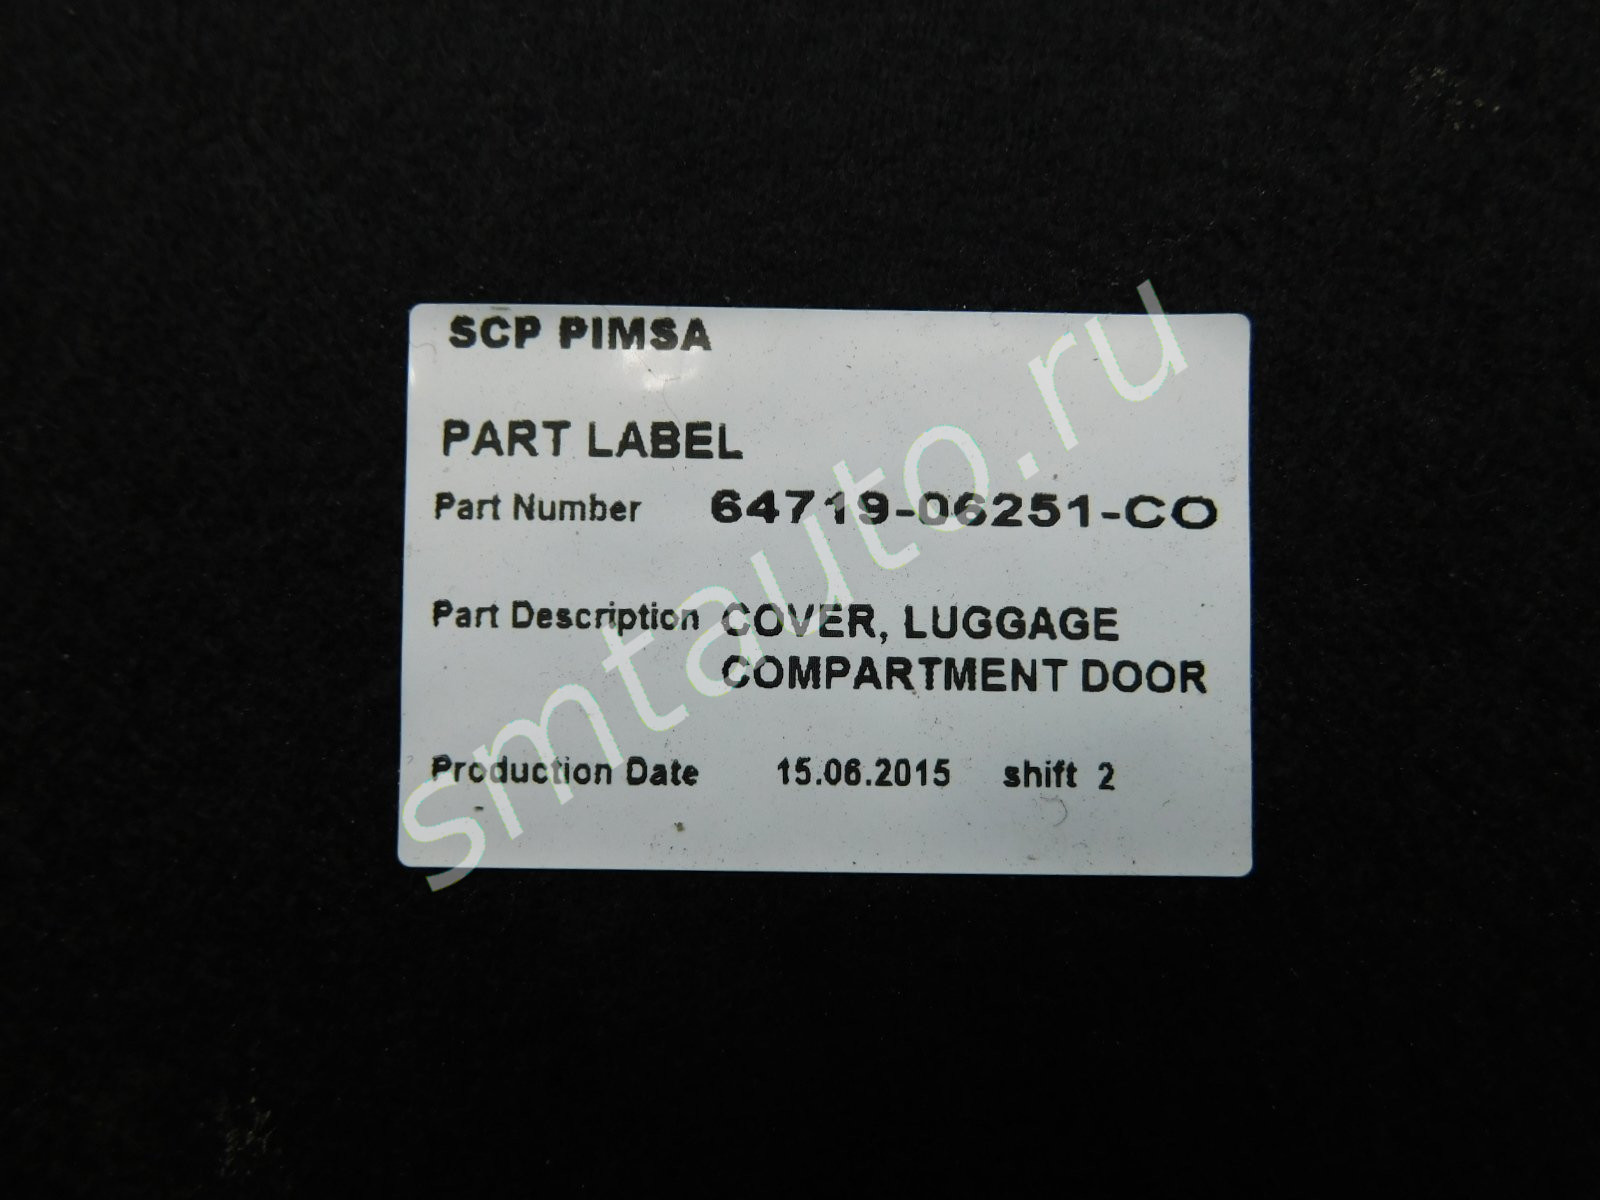 SCP PIMSA
PART LABEL
Part Number 64719-06251-CO
Part Description COVER, LUGGAGE
COMPARTMENT DOOR
Production Date 15.06.2015 shift 2
smtauto.ru